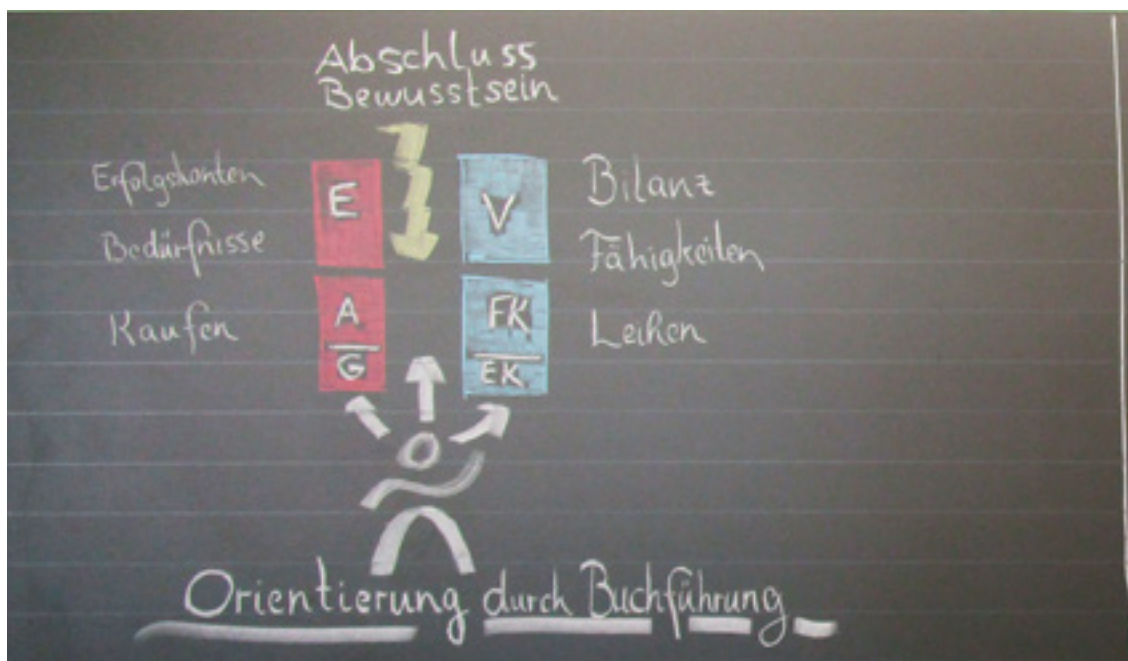 Abschluss
Bewusstsein
Erfolgskonten
E
V
Bilanz
Bedürfnisse
Fähigkeiten
Kaufen
A
G
FK
EK
Leihen
Orientierung durch Buchführung